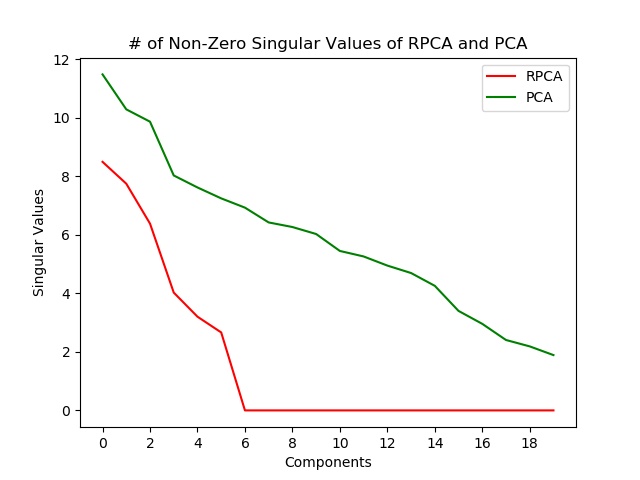 # of Non-Zero Singular Values of RPCA and PCA
RPCA
PCA
Singular Values
12
10
8
6
4
2
0
0 2 4 6 8 10 12 14 16 18
Components